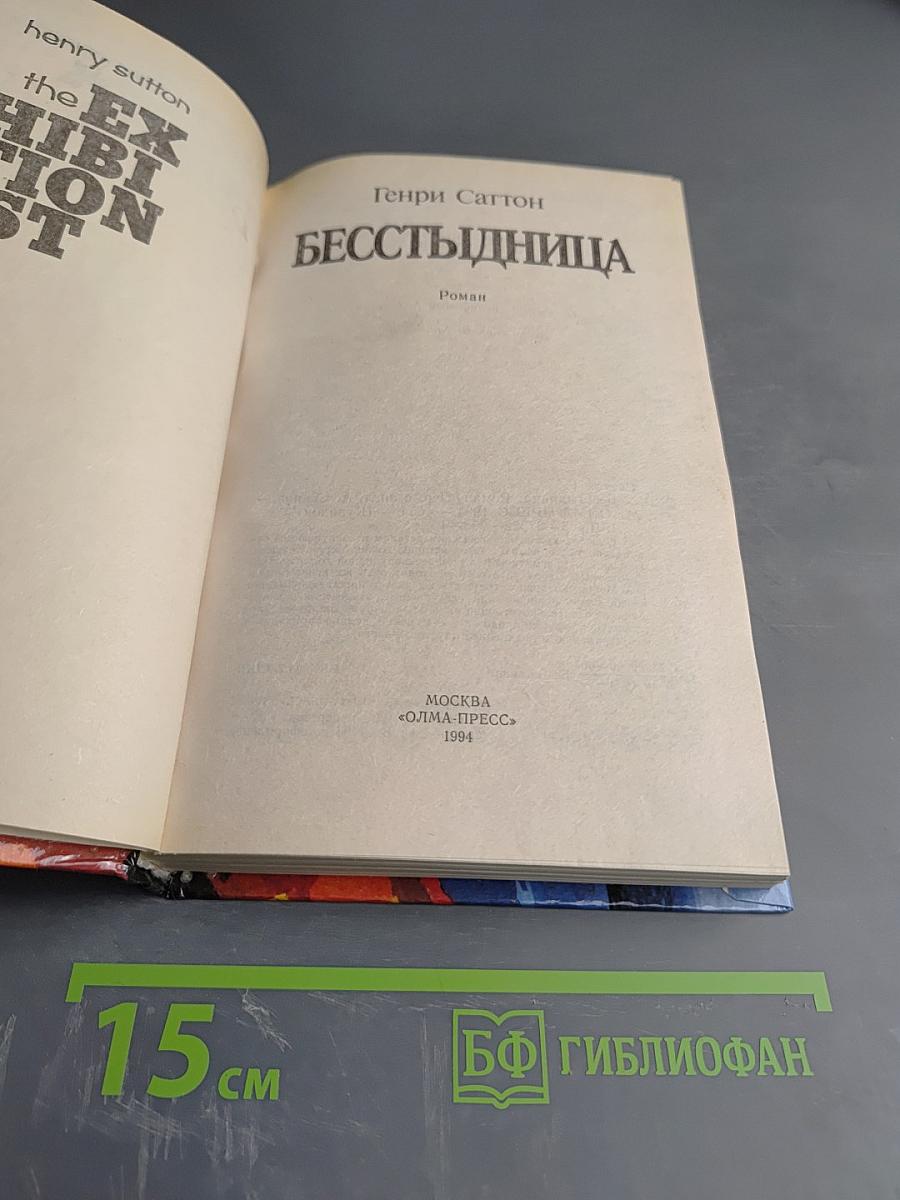 henry sutton
the EX
HIBI
TION
IST
Генри Саттон
БЕССТЫДНИЦА
Роман
МОСКВА
«ОЛМА-ПРЕСС»
1994
15 см
БФ ГИБЛИОФАН